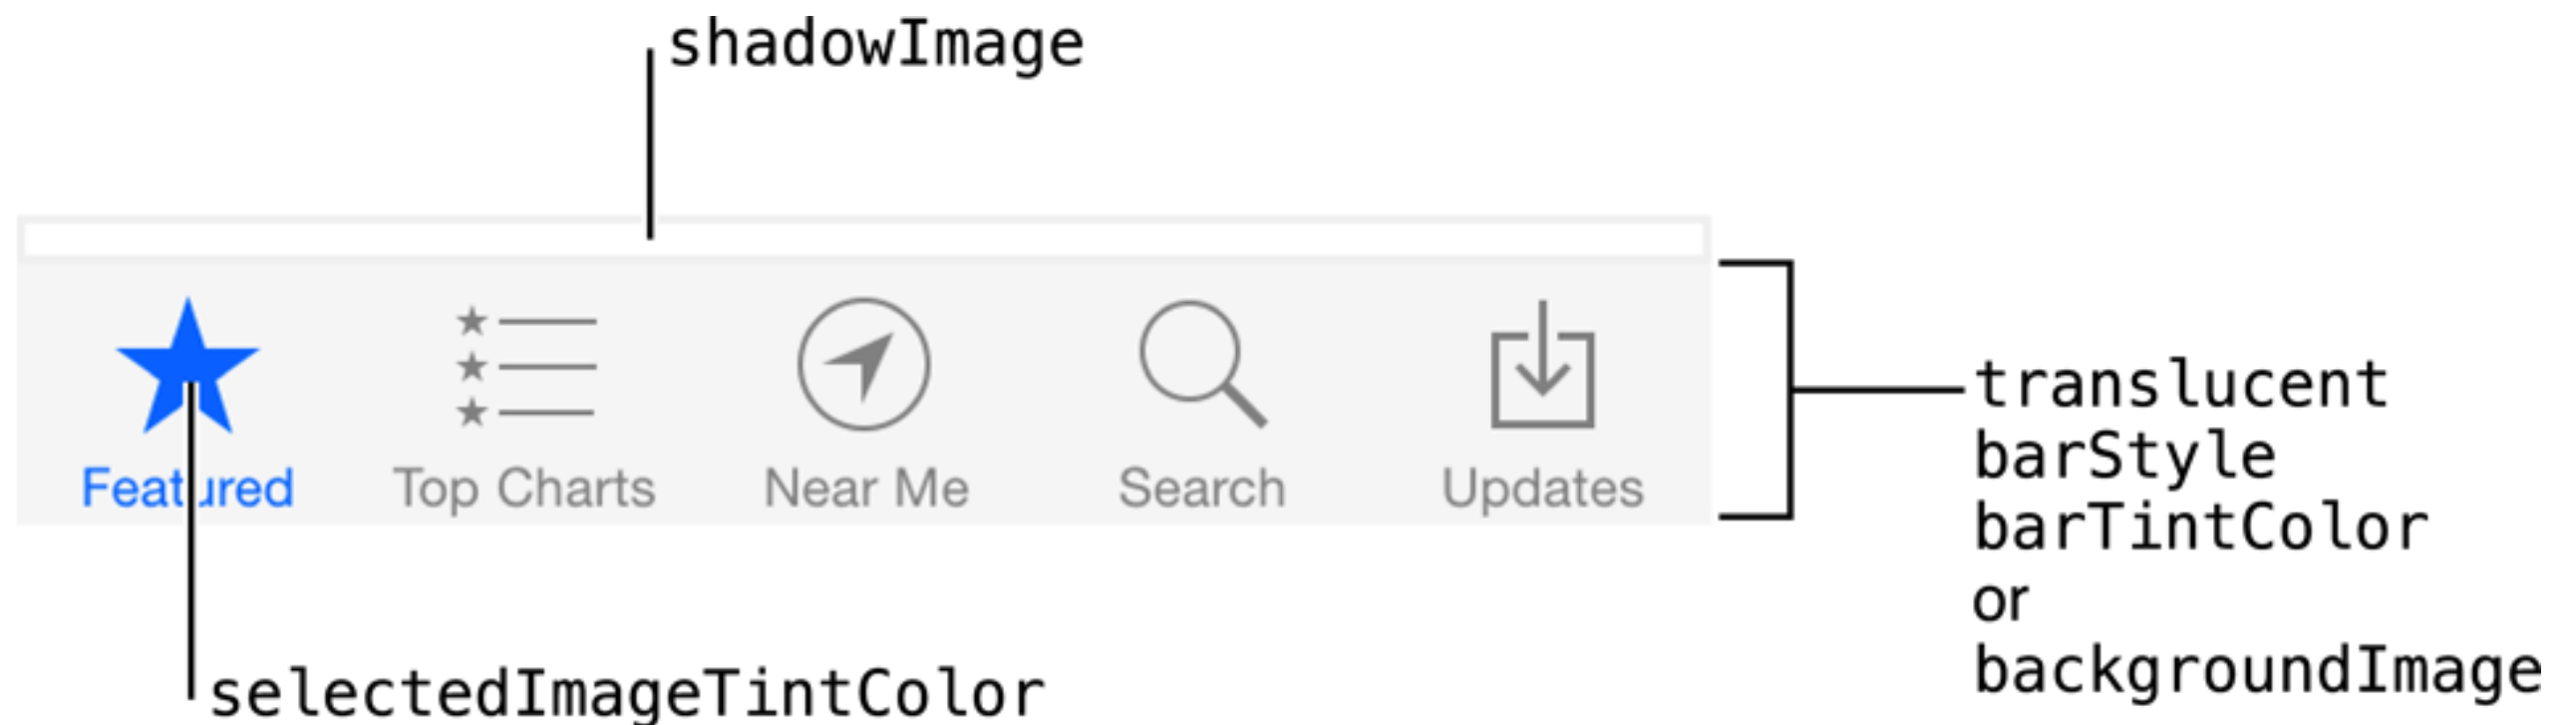 shadowImage
Featured
Top Charts
Near Me
Search
Updates
translucent
barStyle
barTintColor
or
backgroundImage
selectedImageTintColor